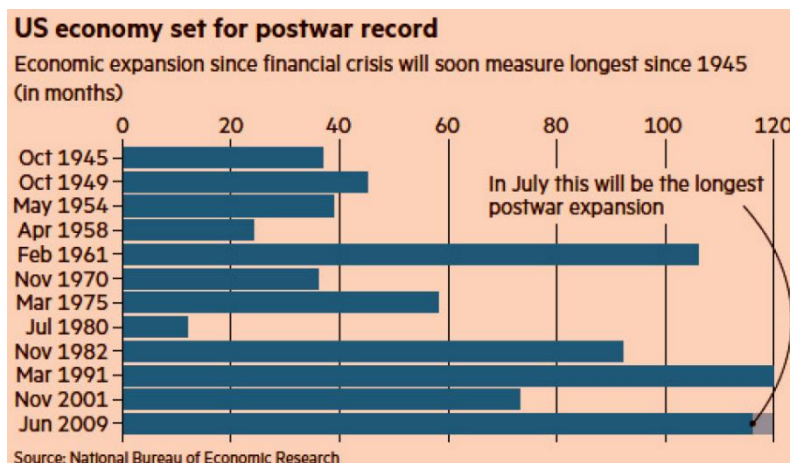 US economy set for postwar record
Economic expansion since financial crisis will soon measure longest since 1945
(in months)
0 20 40 60 80 100 120
Oct 1945
Oct 1949
In July this will be the longest
May 1954
postwar expansion
Apr 1958
Feb 1961
Nov 1970
Mar 1975
Jul 1980
Nov 1982
Mar 1991
Nov 2001
Jun 2009
Source: National Bureau of Economic Research